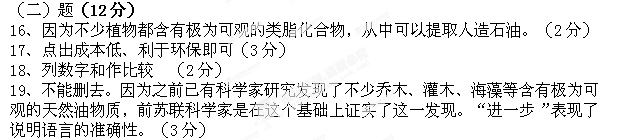 （二）题（12分）
16、因为不少植物都含有极为可观的类脂化合物，从中可以提取人造石油。（2分）
17、点出成本低、利于环保即可（3分）
18、列数字和作比较 （2分）
19、不能删去。因为之前已有科学家研究发现了不少乔木、灌木、海藻等含有极为可
观的天然油物质，前苏联科学家是在这个基础上证实了这一发现。“进一步 ”表现了
说明语言的准确性。（3分）